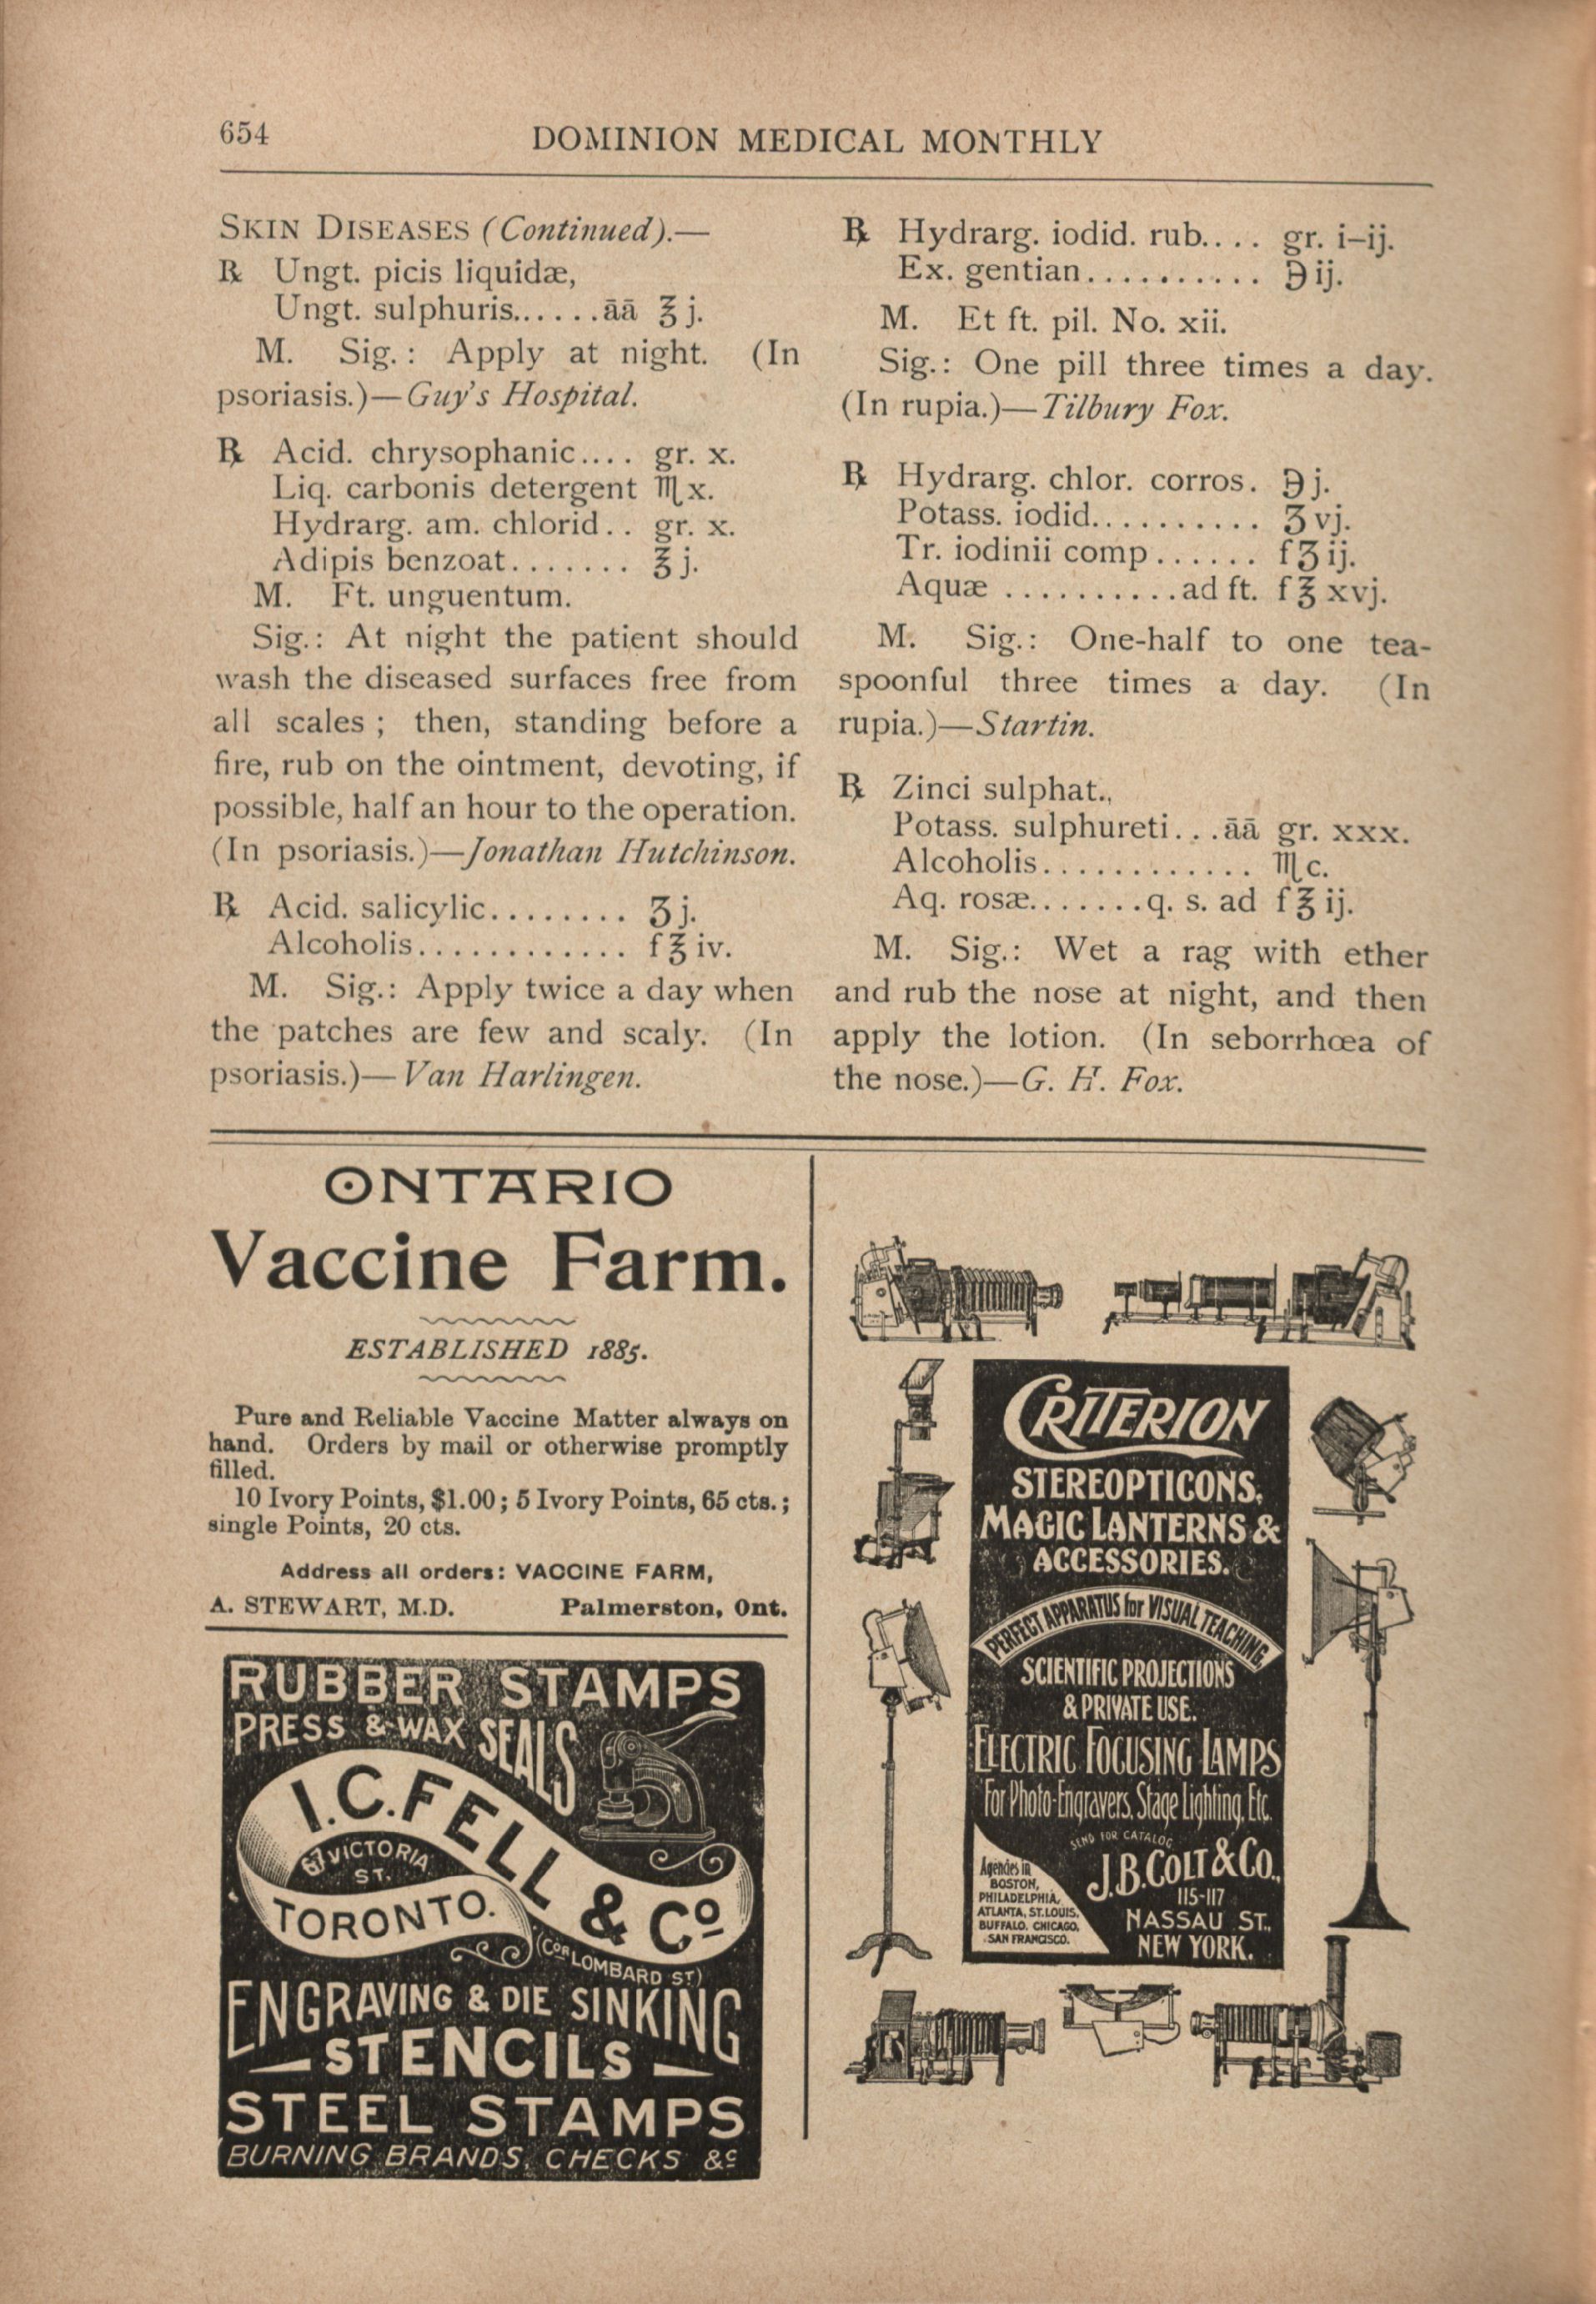 654
DOMINION MEDICAL MONTHLY
SKIN DISEASES (Continued).—
℞ Ungt. picis liquidæ,
Ungt. sulphuris......āā ℥ j.
M. Sig.: Apply at night. (In
psoriasis.)—Guy's Hospital.
℞ Acid. chrysophanic.... gr. x.
Liq. carbonis detergent ♏ x.
Hydrarg. am. chlorid.. gr. x.
Adipis benzoat....... ℥ j.
M. Ft. unguentum.
Sig.: At night the patient should
wash the diseased surfaces free from
all scales ; then, standing before a
fire, rub on the ointment, devoting, if
possible, half an hour to the operation.
(In psoriasis.)—Jonathan Hutchinson.
℞ Acid. salicylic........ ʒ j.
Alcoholis............ f ℥ iv.
M. Sig.: Apply twice a day when
the patches are few and scaly. (In
psoriasis.)—Van Harlingen.
℞ Hydrarg. iodid. rub.... gr. i-ij.
Ex. gentian.......... ℈ ij.
M. Et ft. pil. No. xii.
Sig.: One pill three times a day.
(In rupia.)—Tilbury Fox.
℞ Hydrarg. chlor. corros. ℈ j.
Potass. iodid.......... ʒ vj.
Tr. iodinii comp...... f ʒ ij.
Aquæ ..........ad ft. f ℥ xvj.
M. Sig.: One-half to one tea-
spoonful three times a day. (In
rupia.)—Startin.
℞ Zinci sulphat.,
Potass. sulphureti...āā gr. xxx.
Alcoholis............ ♏ c.
Aq. rosæ.......q. s. ad f ℥ ij.
M. Sig.: Wet a rag with ether
and rub the nose at night, and then
apply the lotion. (In seborrhœa of
the nose.)—G. H. Fox.
ONTARIO
Vaccine Farm.
ESTABLISHED 1885.
Pure and Reliable Vaccine Matter always on
hand. Orders by mail or otherwise promptly
filled.
10 Ivory Points, $1.00 ; 5 Ivory Points, 65 cts. ;
single Points, 20 cts.
Address all orders: VACCINE FARM,
A. STEWART, M.D. Palmerston, Ont.
RUBBER STAMPS
PRESS & WAX SEALS
I.C. FELL & Co
67 VICTORIA
ST.
TORONTO.
(COR LOMBARD ST)
ENGRAVING & DIE SINKING
— STENCILS —
STEEL STAMPS
BURNING BRANDS, CHECKS &c
CRITERION
STEREOPTICONS,
MAGIC LANTERNS &
ACCESSORIES.
PERFECT APPARATUS for VISUAL TEACHING,
SCIENTIFIC PROJECTIONS
& PRIVATE USE.
ELECTRIC FOCUSING LAMPS
For Photo-Engravers, Stage Lighting, Etc.
SEND FOR CATALOG
J.B. COLT & CO.,
115-117
NASSAU ST.,
NEW YORK.
Agencies in
BOSTON,
PHILADELPHIA,
ATLANTA, ST. LOUIS.
BUFFALO, CHICAGO,
SAN FRANCISCO.